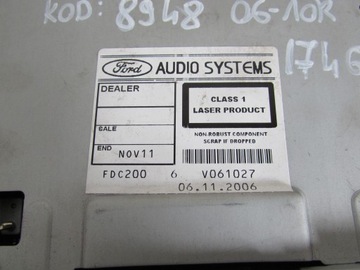 KOD: 8948 06-10R
1746
Ford AUDIO SYSTEMS
DEALER
CLASS 1
LASER PRODUCT
SALE
NON-ROBUST COMPONENT
SCRAP IF DROPPED
END NOV11
FDC200 6 V061027
06.11.2006